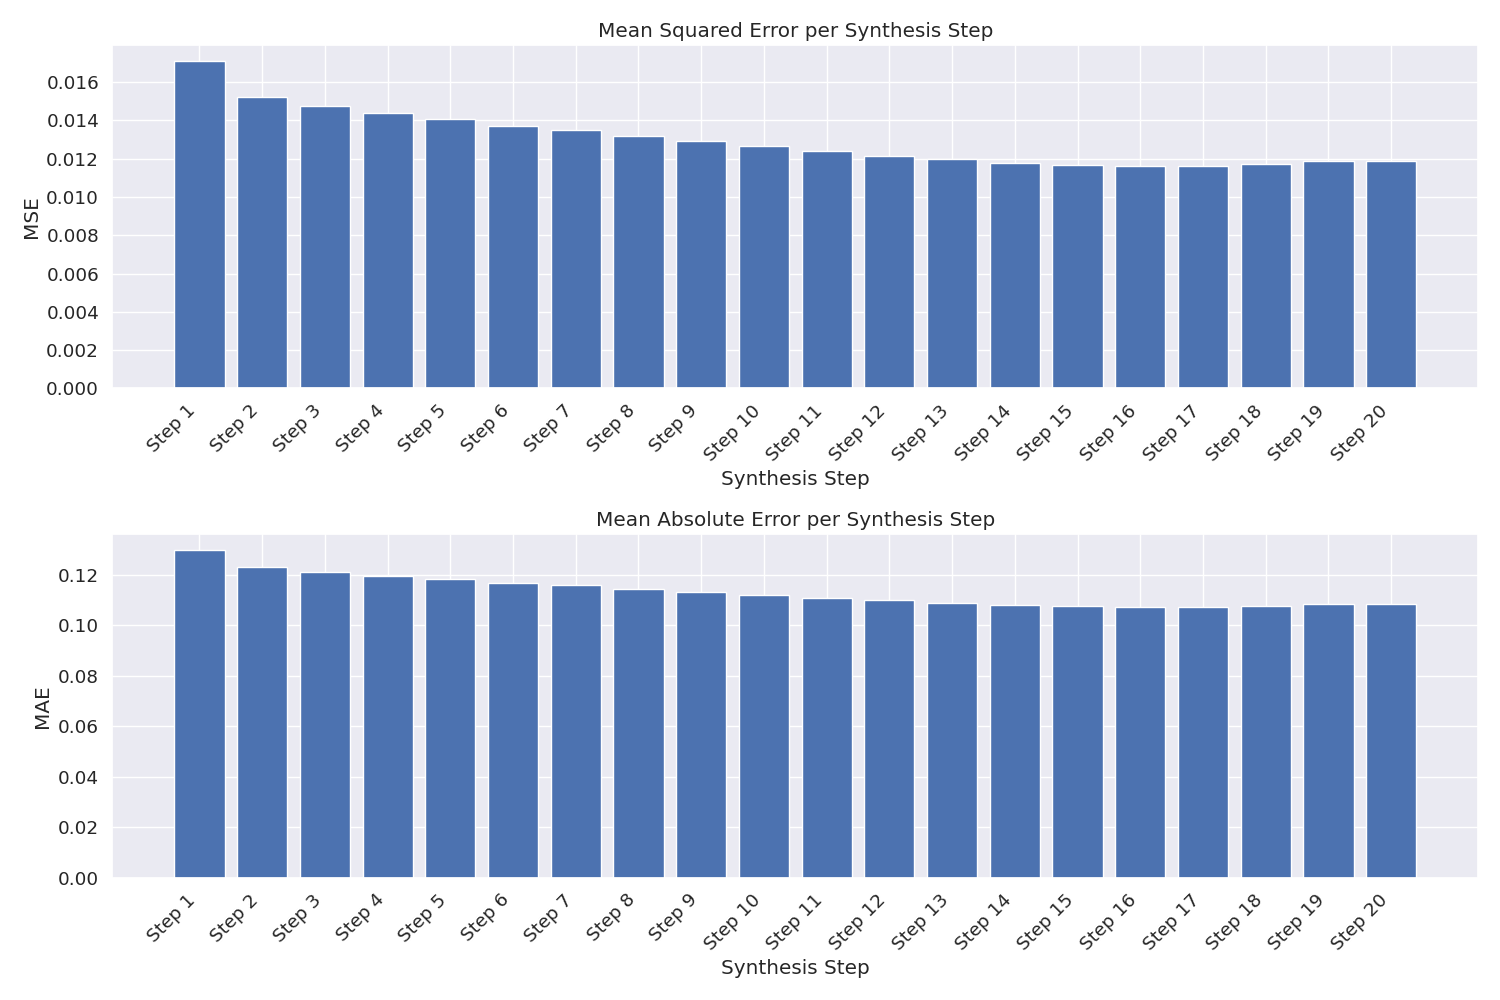 Mean Squared Error per Synthesis Step
MSE
0.016
0.014
0.012
0.010
0.008
0.006
0.004
0.002
0.000
Step 1 Step 2 Step 3 Step 4 Step 5 Step 6 Step 7 Step 8 Step 9 Step 10 Step 11 Step 12 Step 13 Step 14 Step 15 Step 16 Step 17 Step 18 Step 19 Step 20
Synthesis Step
Mean Absolute Error per Synthesis Step
MAE
0.12
0.10
0.08
0.06
0.04
0.02
0.00
Step 1 Step 2 Step 3 Step 4 Step 5 Step 6 Step 7 Step 8 Step 9 Step 10 Step 11 Step 12 Step 13 Step 14 Step 15 Step 16 Step 17 Step 18 Step 19 Step 20
Synthesis Step